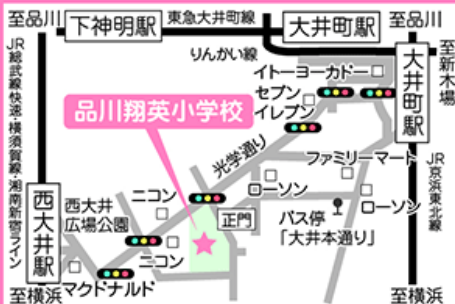 至品川
下神明駅
東急大井町線
大井町駅
至品川
りんかい線
大井町駅
至新木場
JR総武線快速・横須賀線・湘南新宿ライン
イトーヨーカドー
セブン
イレブン
品川翔英小学校
光学通り
ファミリーマート
JR京浜東北線
ローソン
ローソン
ニコン
正門
バス停
「大井本通り」
西大井
広場公園
ニコン
西大井駅
マクドナルド
至横浜
至横浜